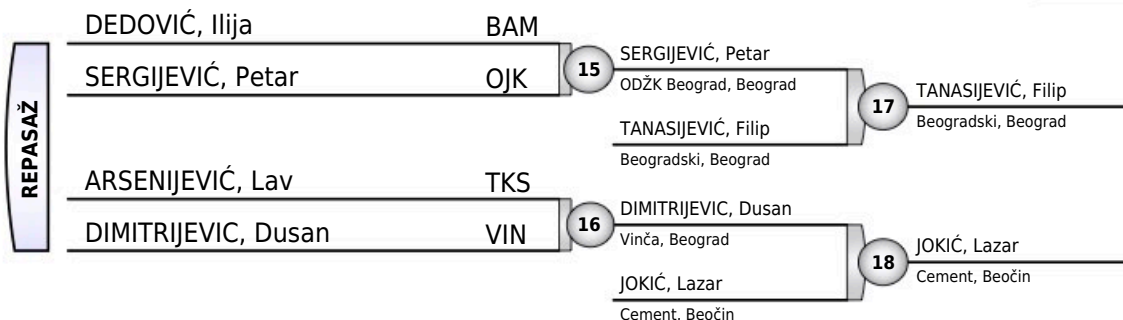 REPASAŽ
DEDOVIĆ, Ilija BAM
SERGIJEVIĆ, Petar OJK
15
SERGIJEVIĆ, Petar
ODŽK Beograd, Beograd
TANASIJEVIĆ, Filip
Beogradski, Beograd
17
TANASIJEVIĆ, Filip
Beogradski, Beograd
ARSENIJEVIĆ, Lav TKS
DIMITRIJEVIC, Dusan VIN
16
DIMITRIJEVIC, Dusan
Vinča, Beograd
JOKIĆ, Lazar
Cement, Beočin
18
JOKIĆ, Lazar
Cement, Beočin